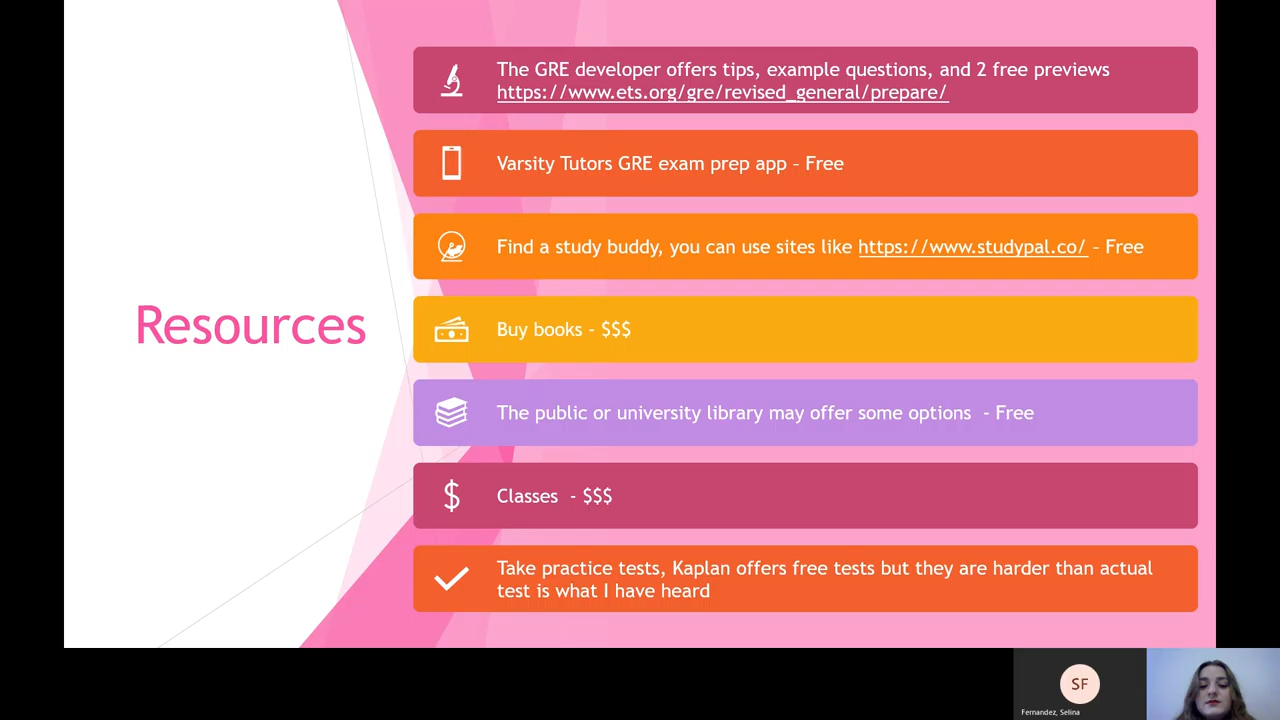 Resources
The GRE developer offers tips, example questions, and 2 free previews
https://www.ets.org/gre/revised_general/prepare/
Varsity Tutors GRE exam prep app – Free
Find a study buddy, you can use sites like https://www.studypal.co/ – Free
Buy books - $$$
The public or university library may offer some options  - Free
Classes  - $$$
Take practice tests, Kaplan offers free tests but they are harder than actual
test is what I have heard
SF
Fernandez, Selina